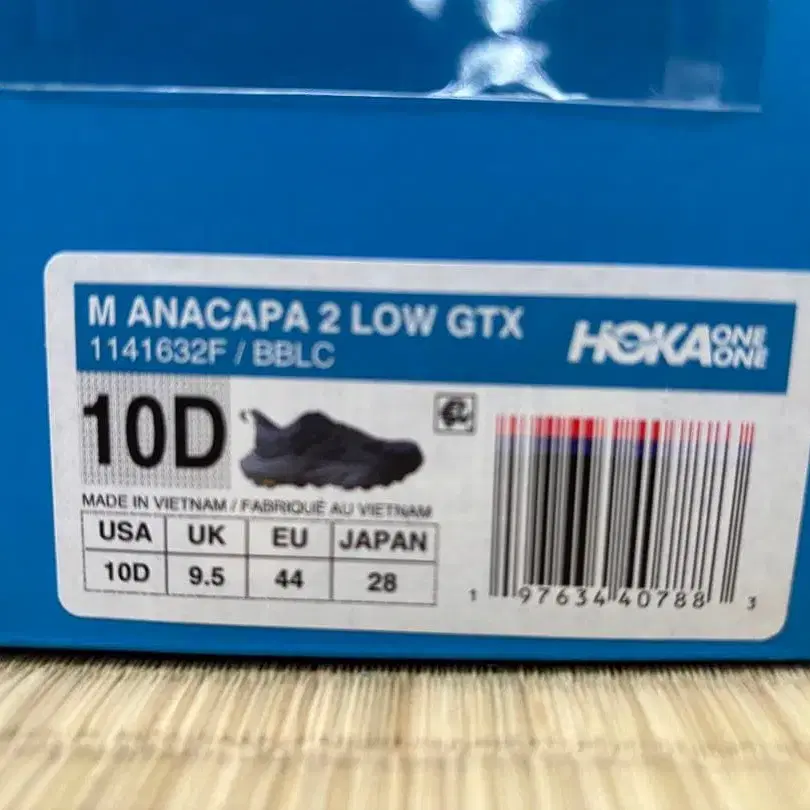 M ANACAPA 2 LOW GTX
1141632F / BBLC
HOKA ONE ONE
10D
MADE IN VIETNAM / FABRIQUÉ AU VIETNAM
USA UK EU JAPAN
10D 9.5 44 28
1 97634 40788 3